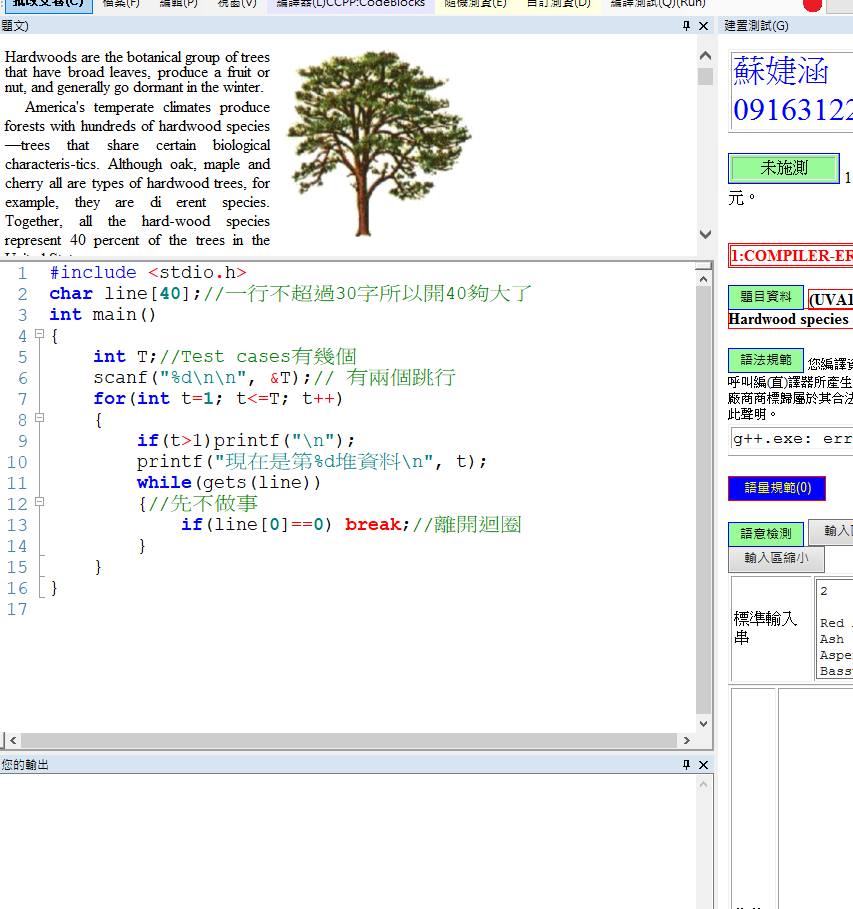 批改文卷(C) 檔案(F) 編輯(P) 視窗(V) 編譯器(L)CCPP:CodeBlocks 隨機測資(E) 自訂測資(D) 編譯測試(Q)(Run)
題文)
Hardwoods are the botanical group of trees
that have broad leaves, produce a fruit or
nut, and generally go dormant in the winter.
America's temperate climates produce
forests with hundreds of hardwood species
—trees that share certain biological
characteris-tics. Although oak, maple and
cherry all are types of hardwood trees, for
example, they are di erent species.
Together, all the hard-wood species
represent 40 percent of the trees in the
1 #include <stdio.h>
2 char line[40];//一行不超過30字所以開40夠大了
3 int main()
4 {
5 int T;//Test cases有幾個
6 scanf("%d\n\n", &T);// 有兩個跳行
7 for(int t=1; t<=T; t++)
8 {
9 if(t>1)printf("\n");
10 printf("現在是第%d堆資料\n", t);
11 while(gets(line))
12 {//先不做事
13 if(line[0]==0) break;//離開迴圈
14 }
15 }
16 }
17
您的輸出
建置測試(G)
蘇婕涵
09163122
未施測 1
元。
1:COMPILER-ER
題目資料 (UVA1
Hardwood species
語法規範 您編譯資
呼叫編(直)譯器所產生
廠商商標歸屬於其合法
此聲明。
g++.exe: err
語量規範(0)
語意檢測 輸入
輸入區縮小
標準輸入
串
2
Red
Ash
Aspe
Bass